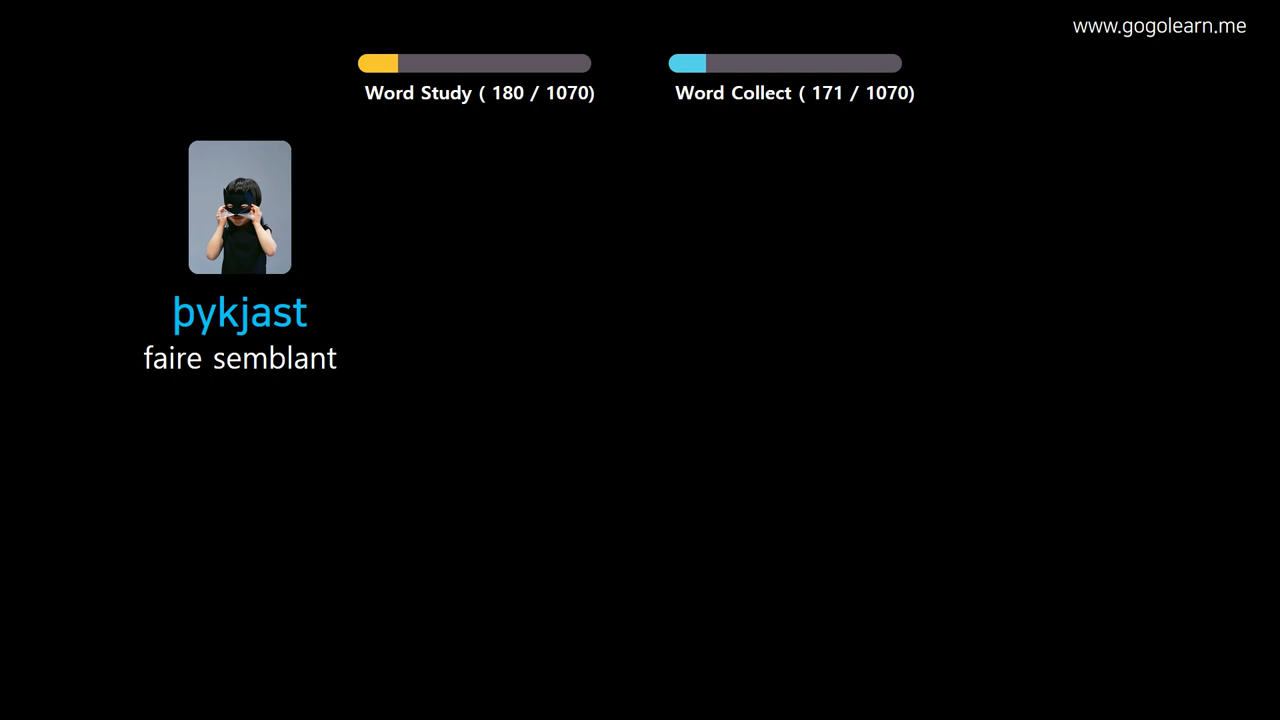 www.gogolearn.me
Word Study ( 180 / 1070)
Word Collect ( 171 / 1070)
þykjast
faire semblant